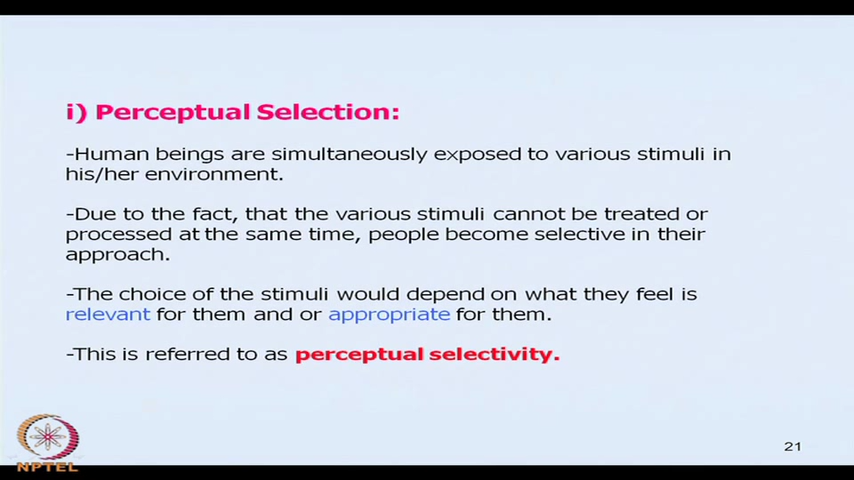 i) Perceptual Selection:
-Human beings are simultaneously exposed to various stimuli in
his/her environment.
-Due to the fact, that the various stimuli cannot be treated or
processed at the same time, people become selective in their
approach.
-The choice of the stimuli would depend on what they feel is
relevant for them and or appropriate for them.
-This is referred to as perceptual selectivity.
21
NPTEL